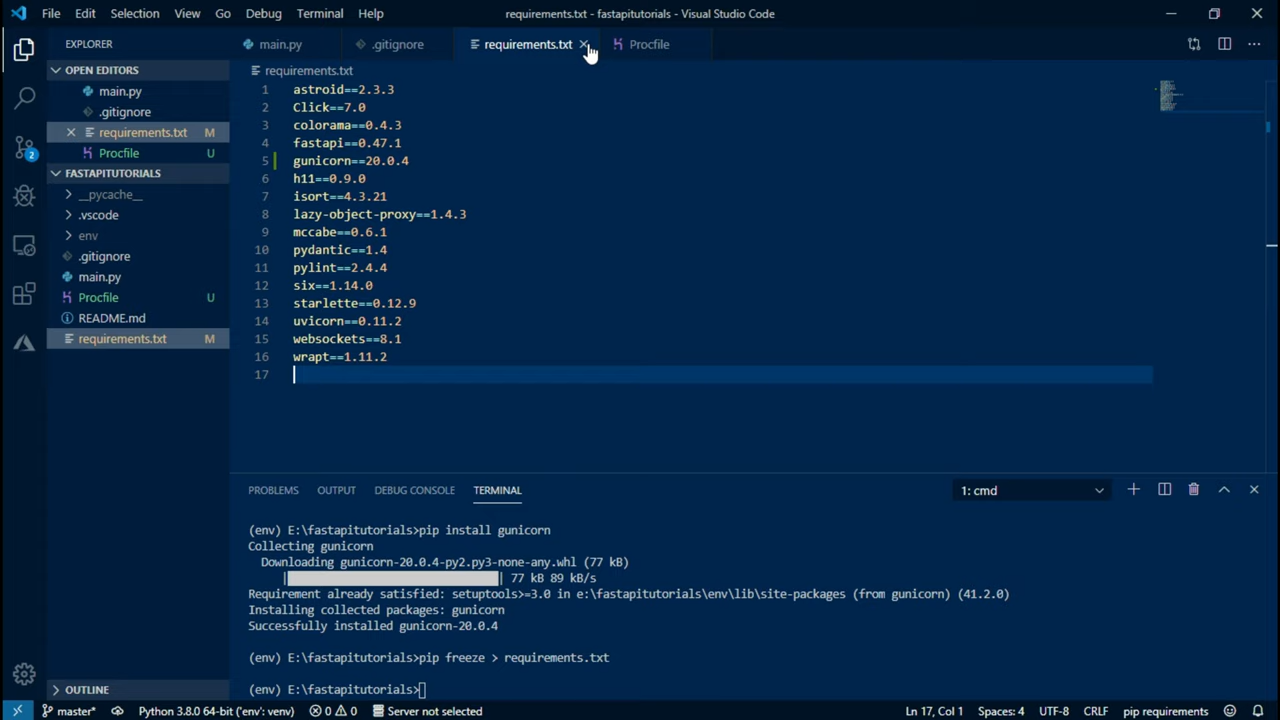 File Edit Selection View Go Debug Terminal Help
requirements.txt - fastapitutorials - Visual Studio Code
EXPLORER
main.py
.gitignore
requirements.txt
Procfile
OPEN EDITORS
main.py
.gitignore
requirements.txt M
Procfile U
FASTAPITUTORIALS
__pycache__
.vscode
env
.gitignore
main.py
Procfile U
README.md
requirements.txt M
OUTLINE
requirements.txt
1 astroid==2.3.3
2 Click==7.0
3 colorama==0.4.3
4 fastapi==0.47.1
5 gunicorn==20.0.4
6 h11==0.9.0
7 isort==4.3.21
8 lazy-object-proxy==1.4.3
9 mccabe==0.6.1
10 pydantic==1.4
11 pylint==2.4.4
12 six==1.14.0
13 starlette==0.12.9
14 uvicorn==0.11.2
15 websockets==8.1
16 wrapt==1.11.2
17
PROBLEMS OUTPUT DEBUG CONSOLE TERMINAL
1: cmd
(env) E:\fastapitutorials>pip install gunicorn
Collecting gunicorn
Downloading gunicorn-20.0.4-py2.py3-none-any.whl (77 kB)
|████████████████████████████████| 77 kB 89 kB/s
Requirement already satisfied: setuptools>=3.0 in e:\fastapitutorials\env\lib\site-packages (from gunicorn) (41.2.0)
Installing collected packages: gunicorn
Successfully installed gunicorn-20.0.4
(env) E:\fastapitutorials>pip freeze > requirements.txt
(env) E:\fastapitutorials>
2
master* Python 3.8.0 64-bit ('env': venv) 0 0 Server not selected
Ln 17, Col 1 Spaces: 4 UTF-8 CRLF pip requirements